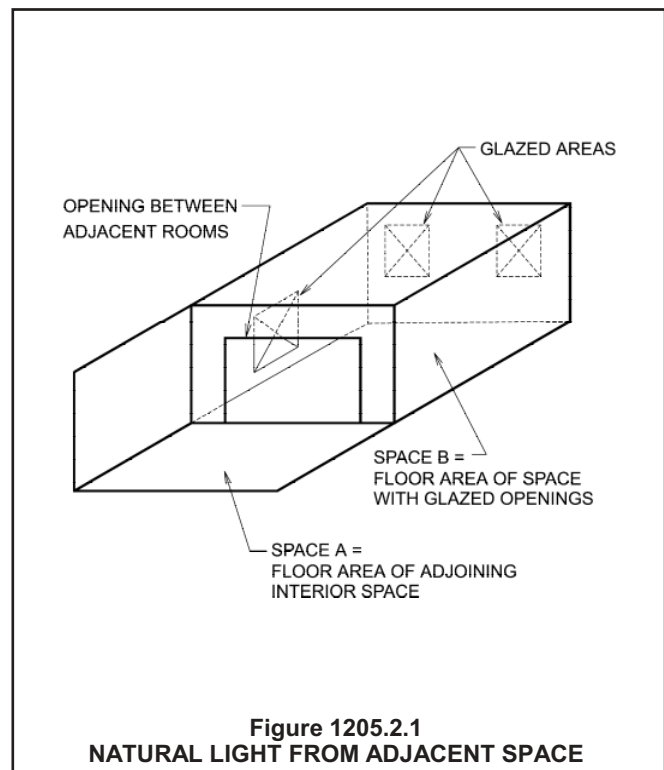 GLAZED AREAS
OPENING BETWEEN
ADJACENT ROOMS
SPACE B =
FLOOR AREA OF SPACE
WITH GLAZED OPENINGS
SPACE A =
FLOOR AREA OF ADJOINING
INTERIOR SPACE
Figure 1205.2.1
NATURAL LIGHT FROM ADJACENT SPACE